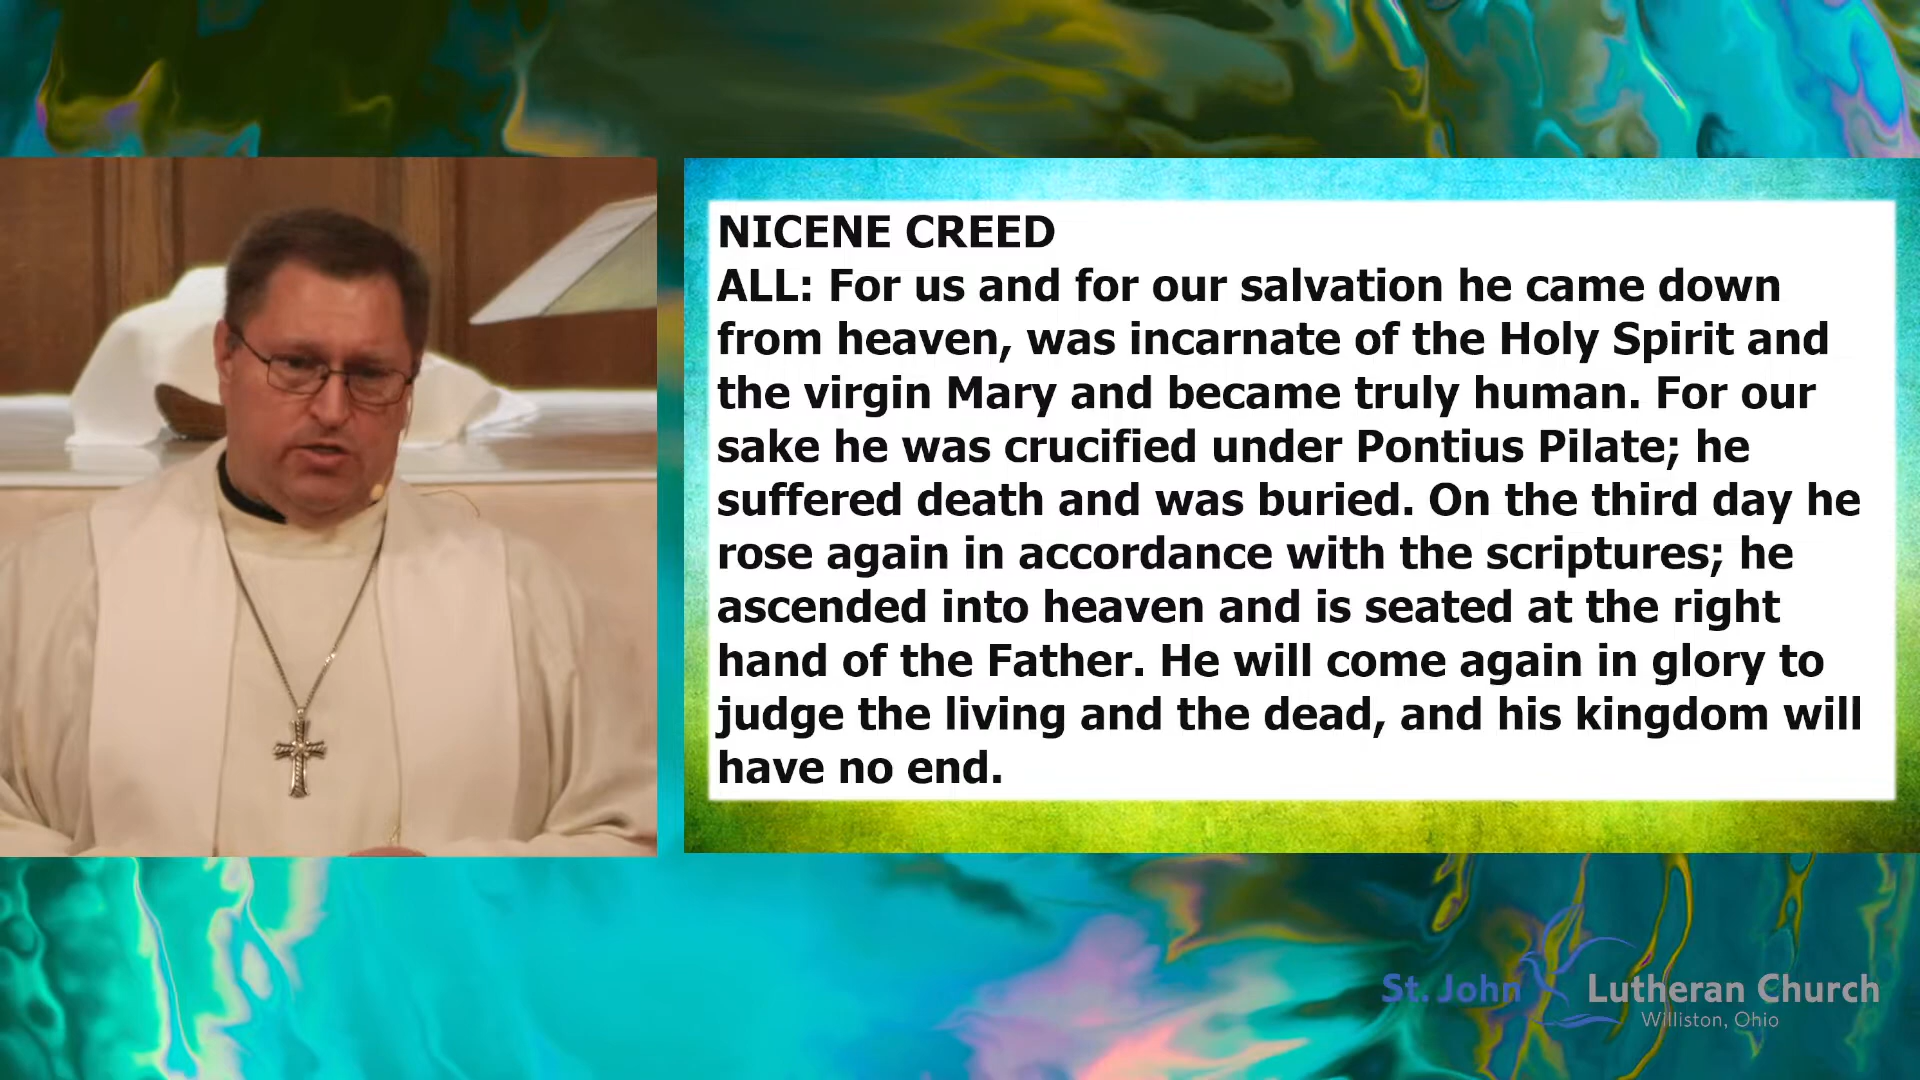 NICENE CREED
ALL: For us and for our salvation he came down
from heaven, was incarnate of the Holy Spirit and
the virgin Mary and became truly human. For our
sake he was crucified under Pontius Pilate; he
suffered death and was buried. On the third day he
rose again in accordance with the scriptures; he
ascended into heaven and is seated at the right
hand of the Father. He will come again in glory to
judge the living and the dead, and his kingdom will
have no end.
St. John Lutheran Church
Williston, Ohio